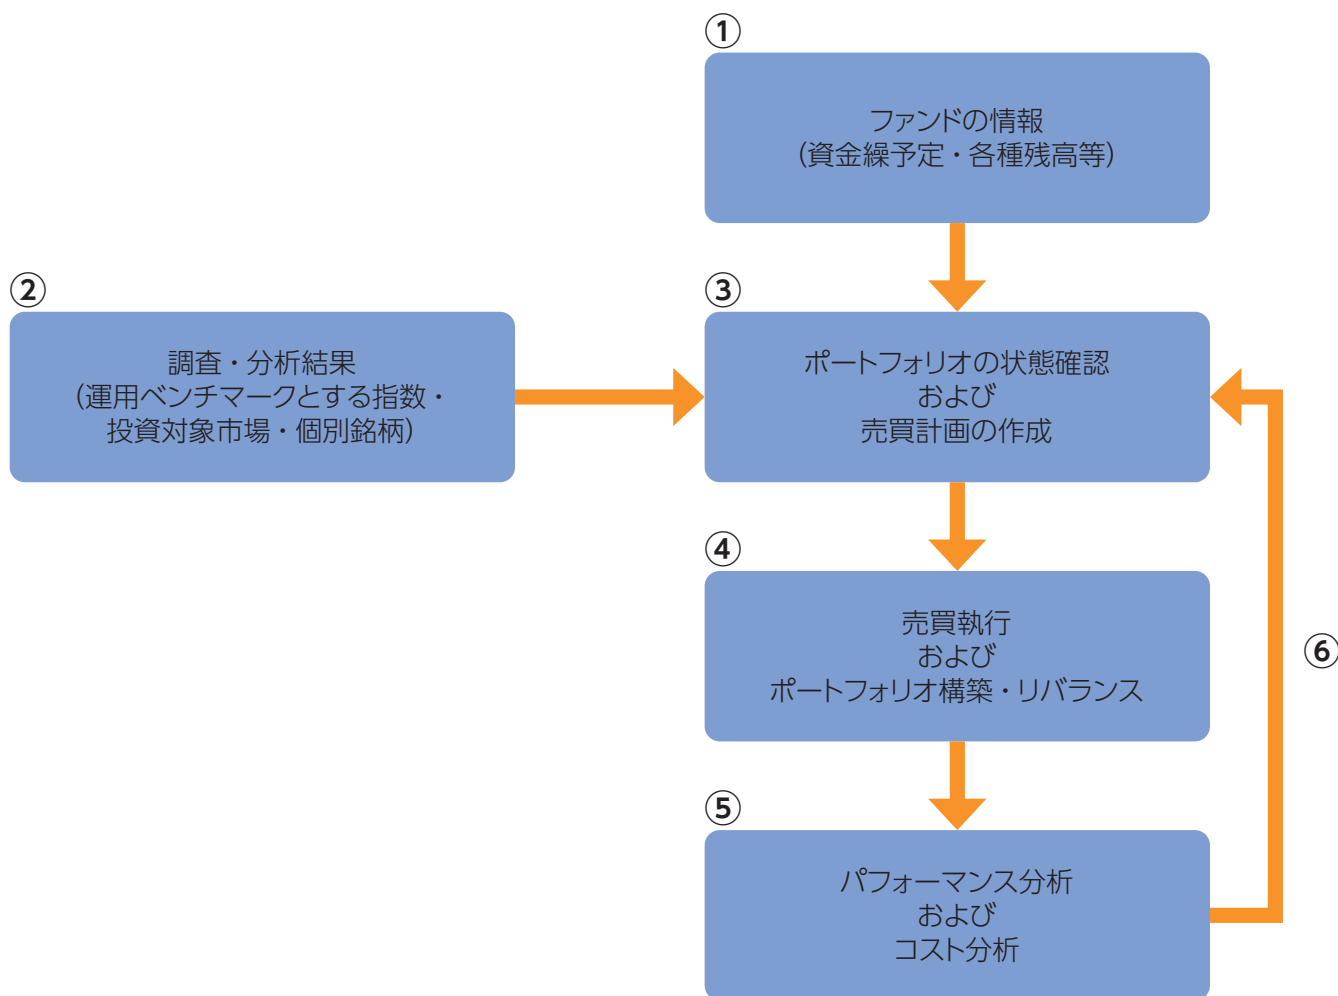 ①
ファンドの情報
(資金繰予定・各種残高等)
②
調査・分析結果
(運用ベンチマークとする指数・
投資対象市場・個別銘柄)
③
ポートフォリオの状態確認
および
売買計画の作成
④
売買執行
および
ポートフォリオ構築・リバランス
⑤
パフォーマンス分析
および
コスト分析
⑥